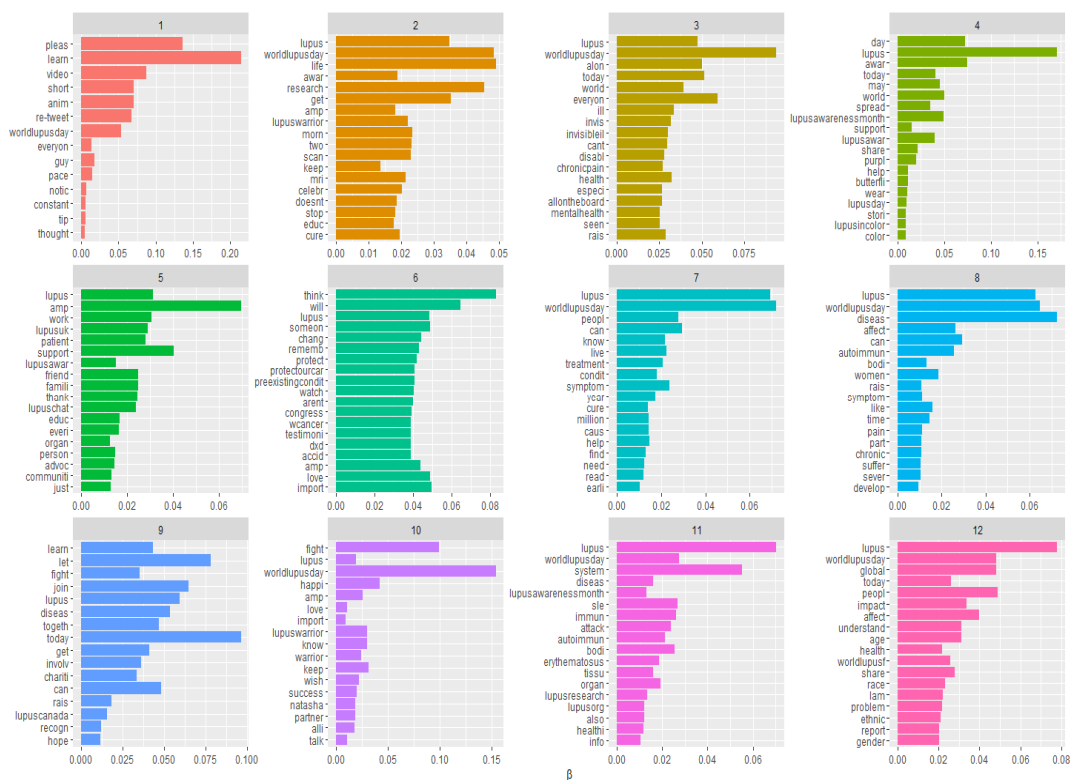 1
pleas
learn
video
short
anim
re-tweet
worldlupusday
everyon
guy
pace
notic
constant
tip
thought
0.00 0.05 0.10 0.15 0.20
2
lupus
worldlupusday
life
awar
research
get
amp
lupuswarrior
morn
two
scan
keep
mri
celebr
doesnt
stop
educ
cure
0.00 0.01 0.02 0.03 0.04 0.05
3
lupus
worldlupusday
alon
today
world
everyon
ill
invis
invisibleil
cant
disabl
chronicpain
health
especi
allontheboard
mentalhealth
seen
rais
0.000 0.025 0.050 0.075
4
day
lupus
awar
today
may
world
spread
lupusawarenessmonth
support
lupusawar
share
purpl
help
butterfli
wear
lupusday
stori
lupusincolor
color
0.00 0.05 0.10 0.15
5
lupus
amp
work
lupusuk
patient
support
lupusawar
friend
famili
thank
lupuschat
educ
everi
organ
person
advoc
communiti
just
0.00 0.02 0.04 0.06
6
think
will
lupus
someon
chang
rememb
protect
protectourcar
preexistingcondit
watch
arent
congress
wcancer
testimoni
dxd
accid
amp
love
import
0.00 0.02 0.04 0.06 0.08
7
lupus
worldlupusday
peopl
can
know
live
treatment
condit
symptom
year
cure
million
caus
help
find
need
read
earli
0.00 0.02 0.04 0.06
8
lupus
worldlupusday
diseas
affect
can
autoimmun
bodi
women
rais
symptom
like
time
pain
part
chronic
suffer
sever
develop
0.00 0.02 0.04 0.06
9
learn
let
fight
join
lupus
diseas
togeth
today
get
involv
chariti
can
rais
lupuscanada
recogn
hope
0.000 0.025 0.050 0.075 0.100
10
fight
lupus
worldlupusday
happi
amp
love
import
lupuswarrior
know
warrior
keep
wish
success
natasha
partner
alli
talk
0.00 0.05 0.10 0.15
11
lupus
worldlupusday
system
diseas
lupusawarenessmonth
sle
immun
attack
autoimmun
bodi
erythematosus
tissu
organ
lupusresearch
lupusorg
also
healthi
info
0.00 0.02 0.04 0.06
12
lupus
worldlupusday
global
today
peopl
impact
affect
understand
age
health
worldlupusf
share
race
lam
problem
ethnic
report
gender
0.00 0.02 0.04 0.06 0.08
β